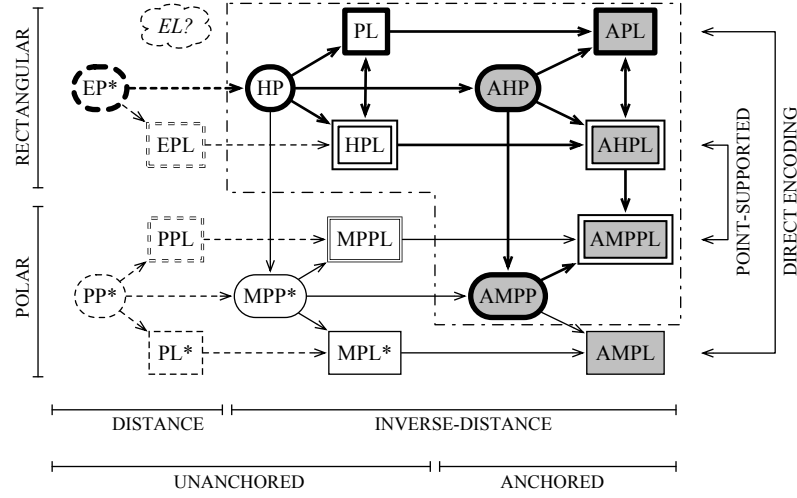 EL?
PL
APL
RECTANGULAR
EP*
HP
AHP
EPL
HPL
AHPL
POINT-SUPPORTED
DIRECT ENCODING
PPL
MPPL
AMPPL
POLAR
PP*
MPP*
AMPP
PL*
MPL*
AMPL
DISTANCE
INVERSE-DISTANCE
UNANCHORED
ANCHORED